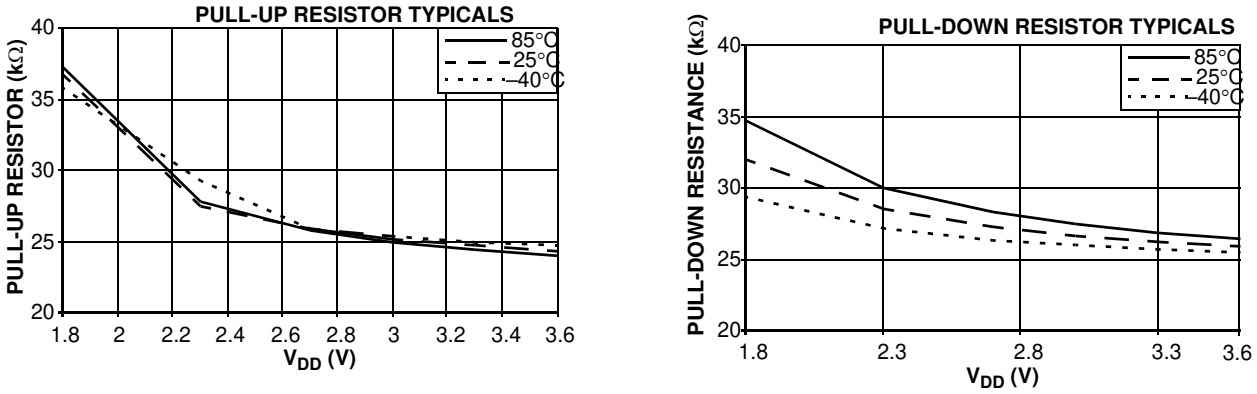 PULL-UP RESISTOR TYPICALS
PULL-UP RESISTOR (kΩ)
40
35
30
25
20
85°C
25°C
–40°C
1.8 2 2.2 2.4 2.6 2.8 3 3.2 3.4 3.6
VDD (V)
PULL-DOWN RESISTOR TYPICALS
PULL-DOWN RESISTANCE (kΩ)
40
35
30
25
20
85°C
25°C
–40°C
1.8 2.3 2.8 3.3 3.6
VDD (V)